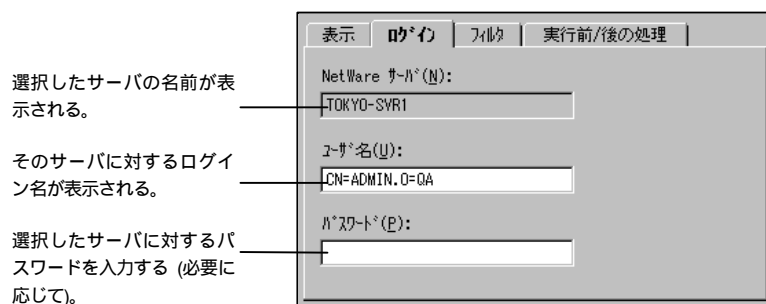 表示 ﾛｸﾞｲﾝ ﾌｨﾙﾀ 実行前/後の処理
選択したサーバの名前が表
示される。
NetWare ｻｰﾊﾞ(N):
TOKYO-SVR1
そのサーバに対するログイ
ン名が表示される。
ﾕｰｻﾞ名(U):
CN=ADMIN.O=QA
選択したサーバに対するパ
スワードを入力する (必要に
応じて)。
ﾊﾟｽﾜｰﾄﾞ(P):